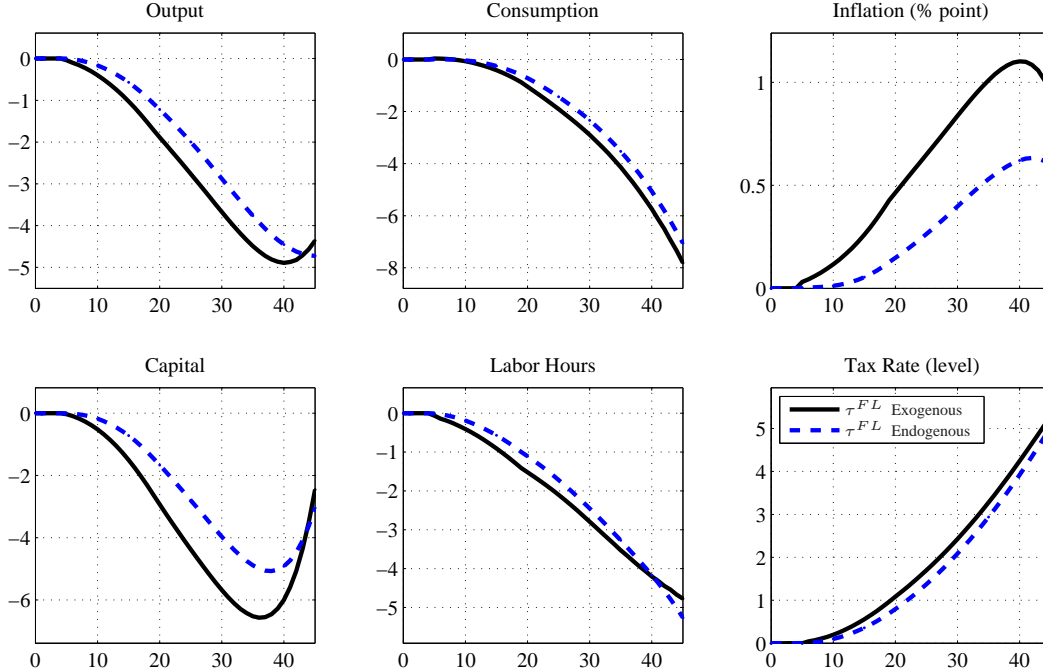 Output
0
−1
−2
−3
−4
−5
0 10 20 30 40
Consumption
0
−2
−4
−6
−8
0 10 20 30 40
Inflation (% point)
1
0.5
0
0 10 20 30 40
Capital
0
−2
−4
−6
0 10 20 30 40
Labor Hours
0
−1
−2
−3
−4
−5
0 10 20 30 40
Tax Rate (level)
τ^{FL} Exogenous
τ^{FL} Endogenous
5
4
3
2
1
0
0 10 20 30 40